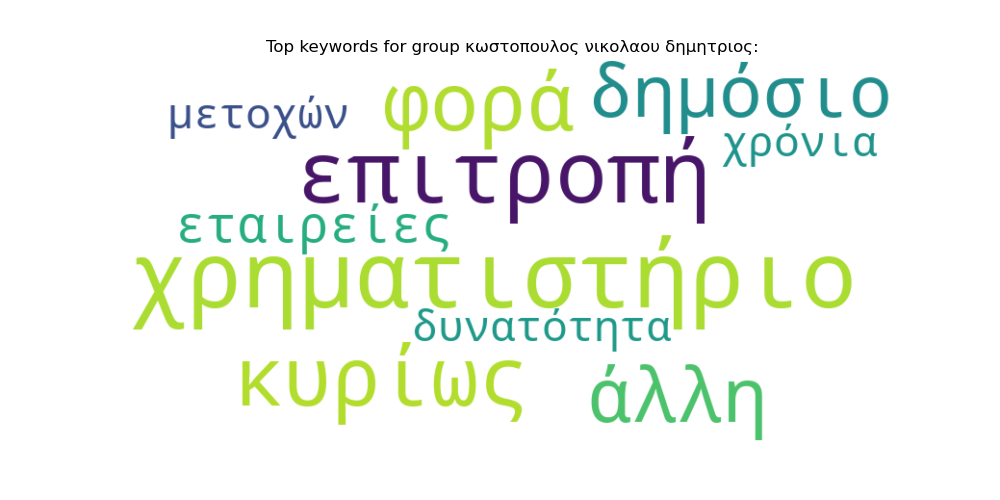 Top keywords for group κωστοπουλος νικολαου δημητριος:
μετοχών φορά δημόσιο
χρόνια
επιτροπή
εταιρείες
χρηματιστήριο
δυνατότητα
κυρίως
άλλη